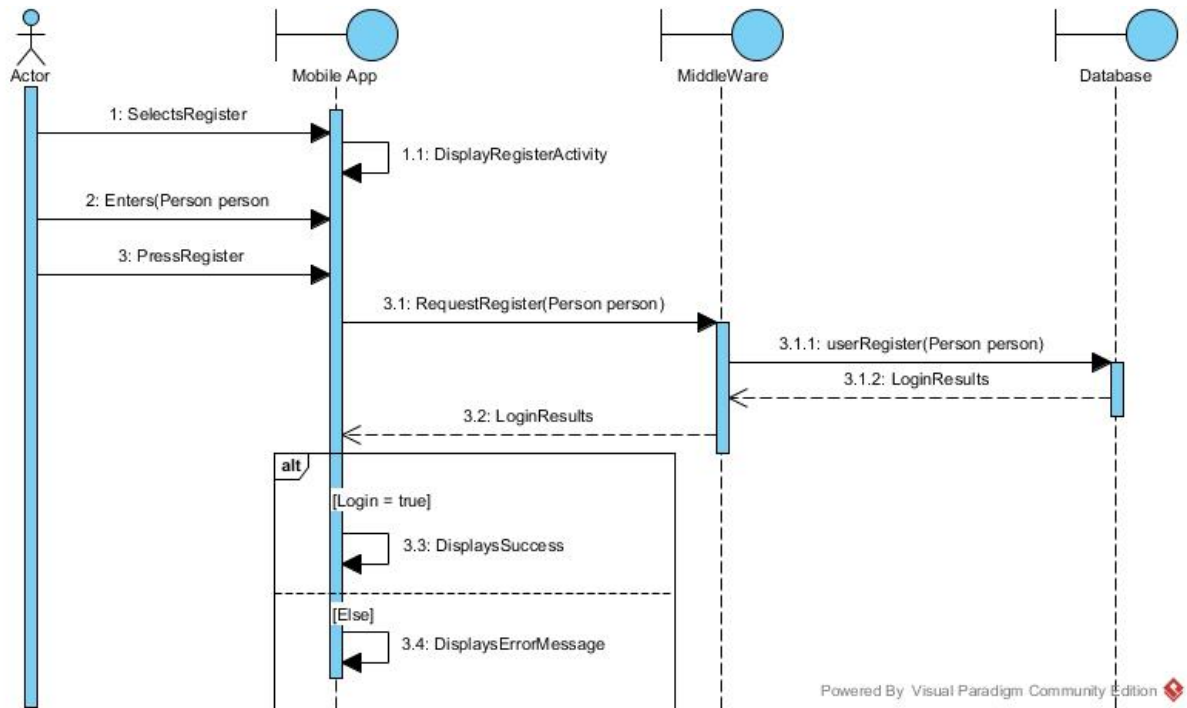 Actor
Mobile App
MiddleWare
Database
1: SelectsRegister
1.1: DisplayRegisterActivity
2: Enters(Person person
3: PressRegister
3.1: RequestRegister(Person person)
3.1.1: userRegister(Person person)
3.1.2: LoginResults
3.2: LoginResults
alt
[Login = true]
3.3: DisplaysSuccess
[Else]
3.4: DisplaysErrorMessage
Powered By Visual Paradigm Community Edition